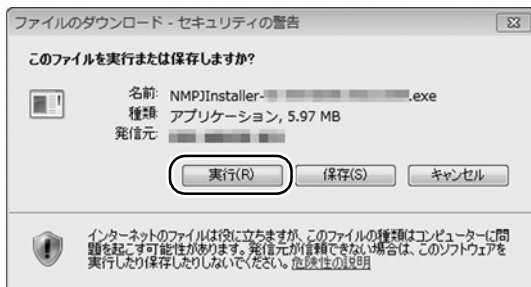 ファイルのダウンロード - セキュリティの警告
このファイルを実行または保存しますか?
名前: NMPJInstaller- .exe
種類: アプリケーション, 5.97 MB
発信元:
実行(R) 保存(S) キャンセル
インターネットのファイルは役に立ちますが、このファイルの種類はコンピューターに問
題を起こす可能性があります。発信元が信頼できない場合は、このソフトウェアを
実行したり保存したりしないでください。危険性の説明